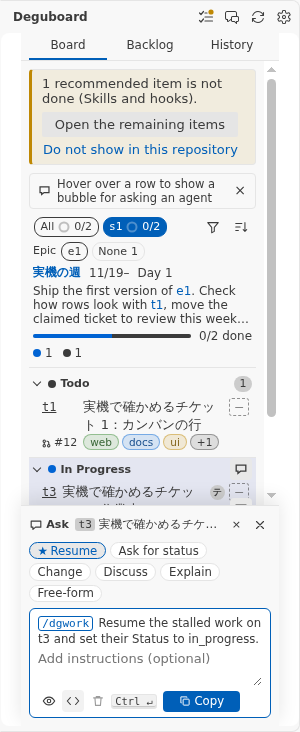 Deguboard
Board Backlog History
1 recommended item is not
done (Skills and hooks).
Open the remaining items
Do not show in this repository
Hover over a row to show a
bubble for asking an agent
All 0/2 s1 0/2
Epic e1 None 1
実機の週 11/19– Day 1
Ship the first version of e1. Check
how rows look with t1, move the
claimed ticket to review this week…
0/2 done
1 1
Todo 1
t1 実機で確かめるチケッ
ト 1：カンバンの行
#12 web docs ui +1
In Progress
t3 実機で確かめるチケッ テ
Ask t3 実機で確かめるチケ…
Resume Ask for status
Change Discuss Explain
Free-form
/dgwork Resume the stalled work on
t3 and set their Status to in_progress.
Add instructions (optional)
Ctrl ↵ Copy